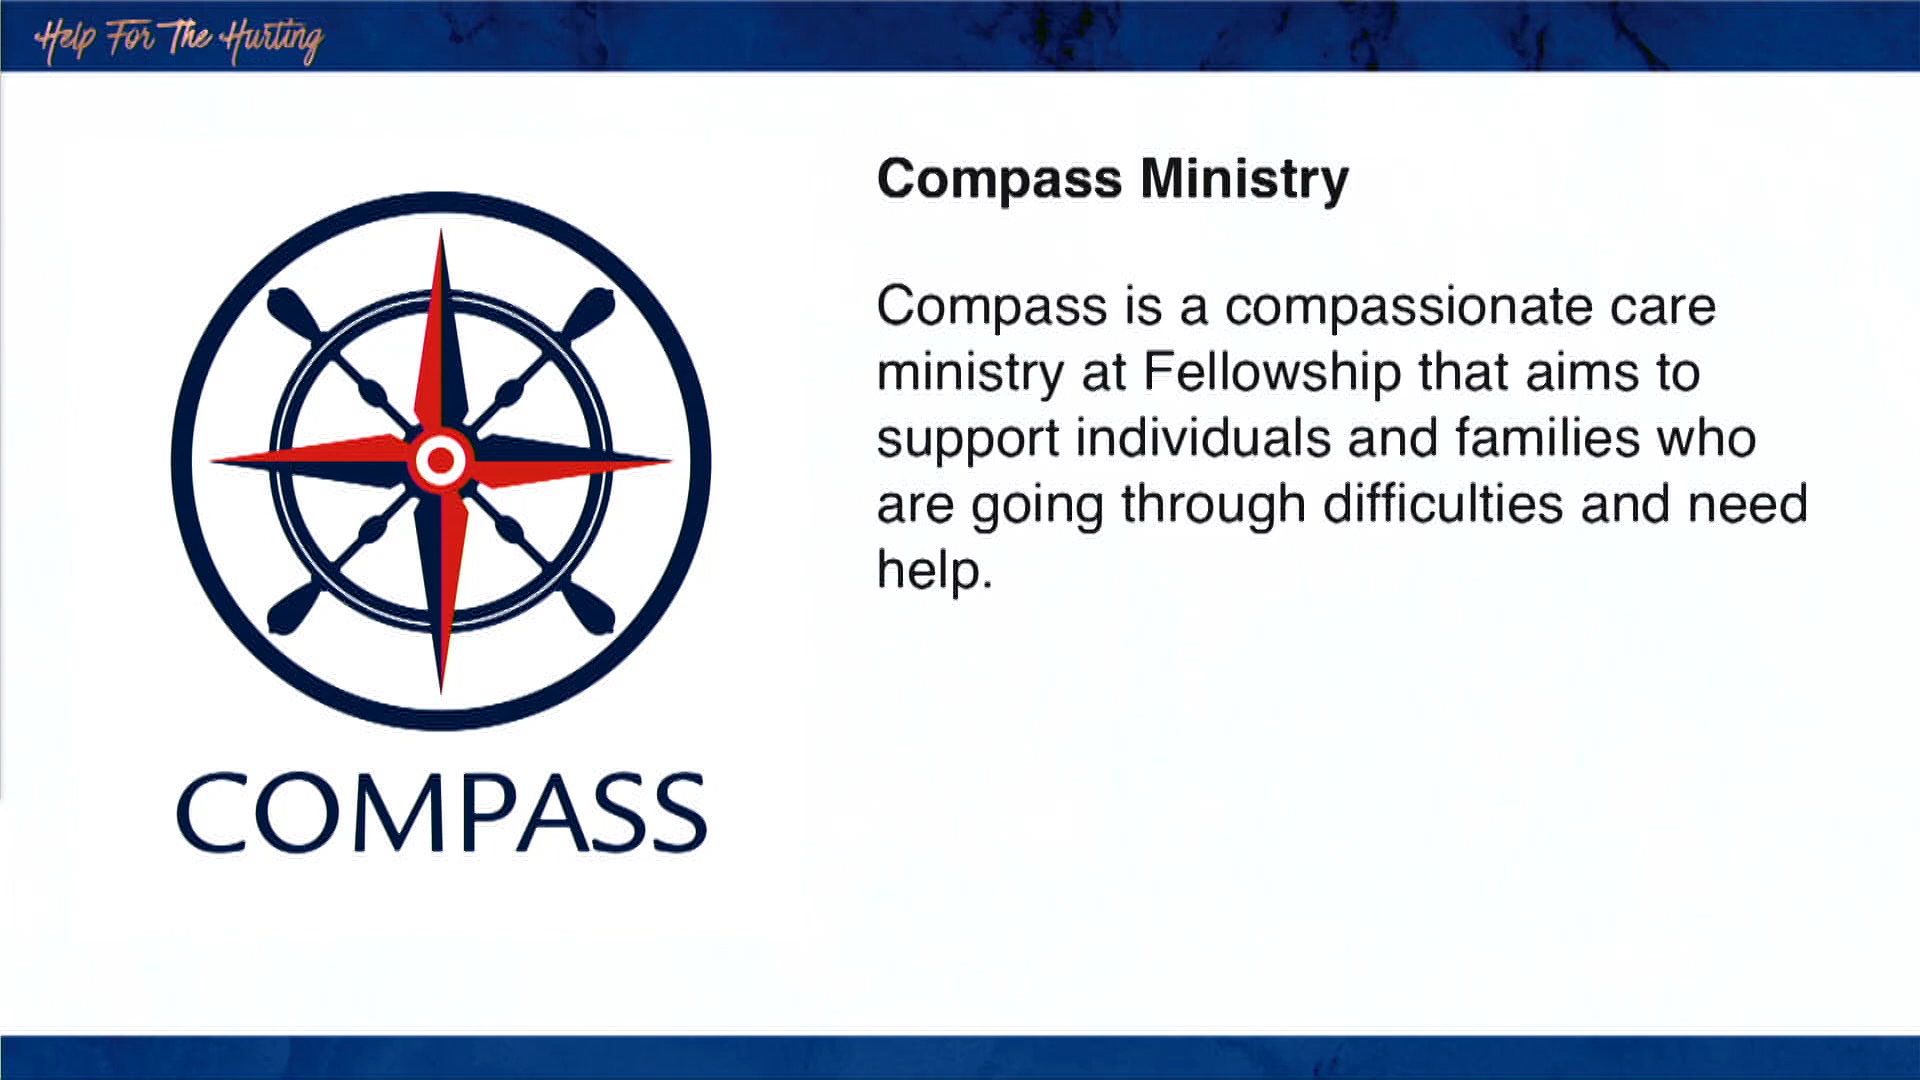 Help For The Hurting
Compass Ministry
Compass is a compassionate care
ministry at Fellowship that aims to
support individuals and families who
are going through difficulties and need
help.
COMPASS